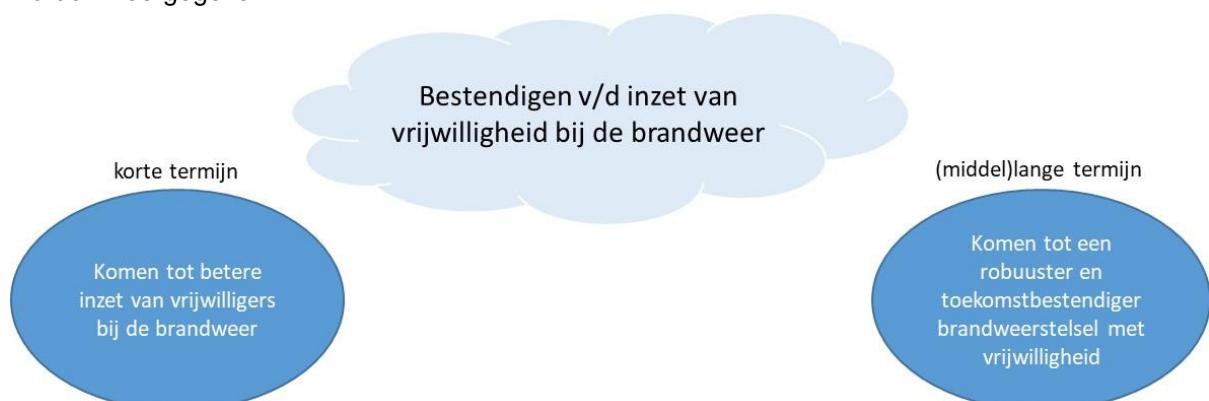 Bestendigen v/d inzet van
vrijwilligheid bij de brandweer
korte termijn
(middel)lange termijn
Komen tot betere
inzet van vrijwilligers
bij de brandweer
Komen tot een
robuuster en
toekomstbestendiger
brandweerstelsel met
vrijwilligheid